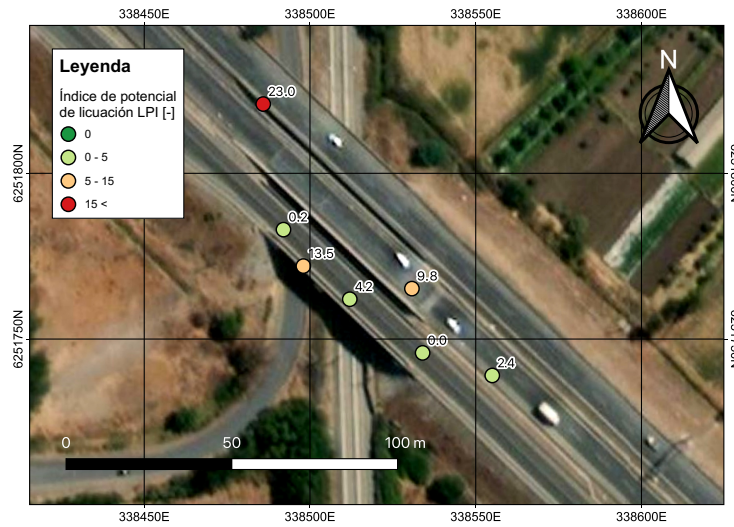 338450E 338500E 338550E 338600E
Leyenda
Índice de potencial
de licuación LPI [-]
0
0 - 5
5 - 15
15 <
N
23.0
6251800N
0.2
13.5
9.8
4.2
6251750N
0.0
2.4
0 50 100 m
338450E 338500E 338550E 338600E